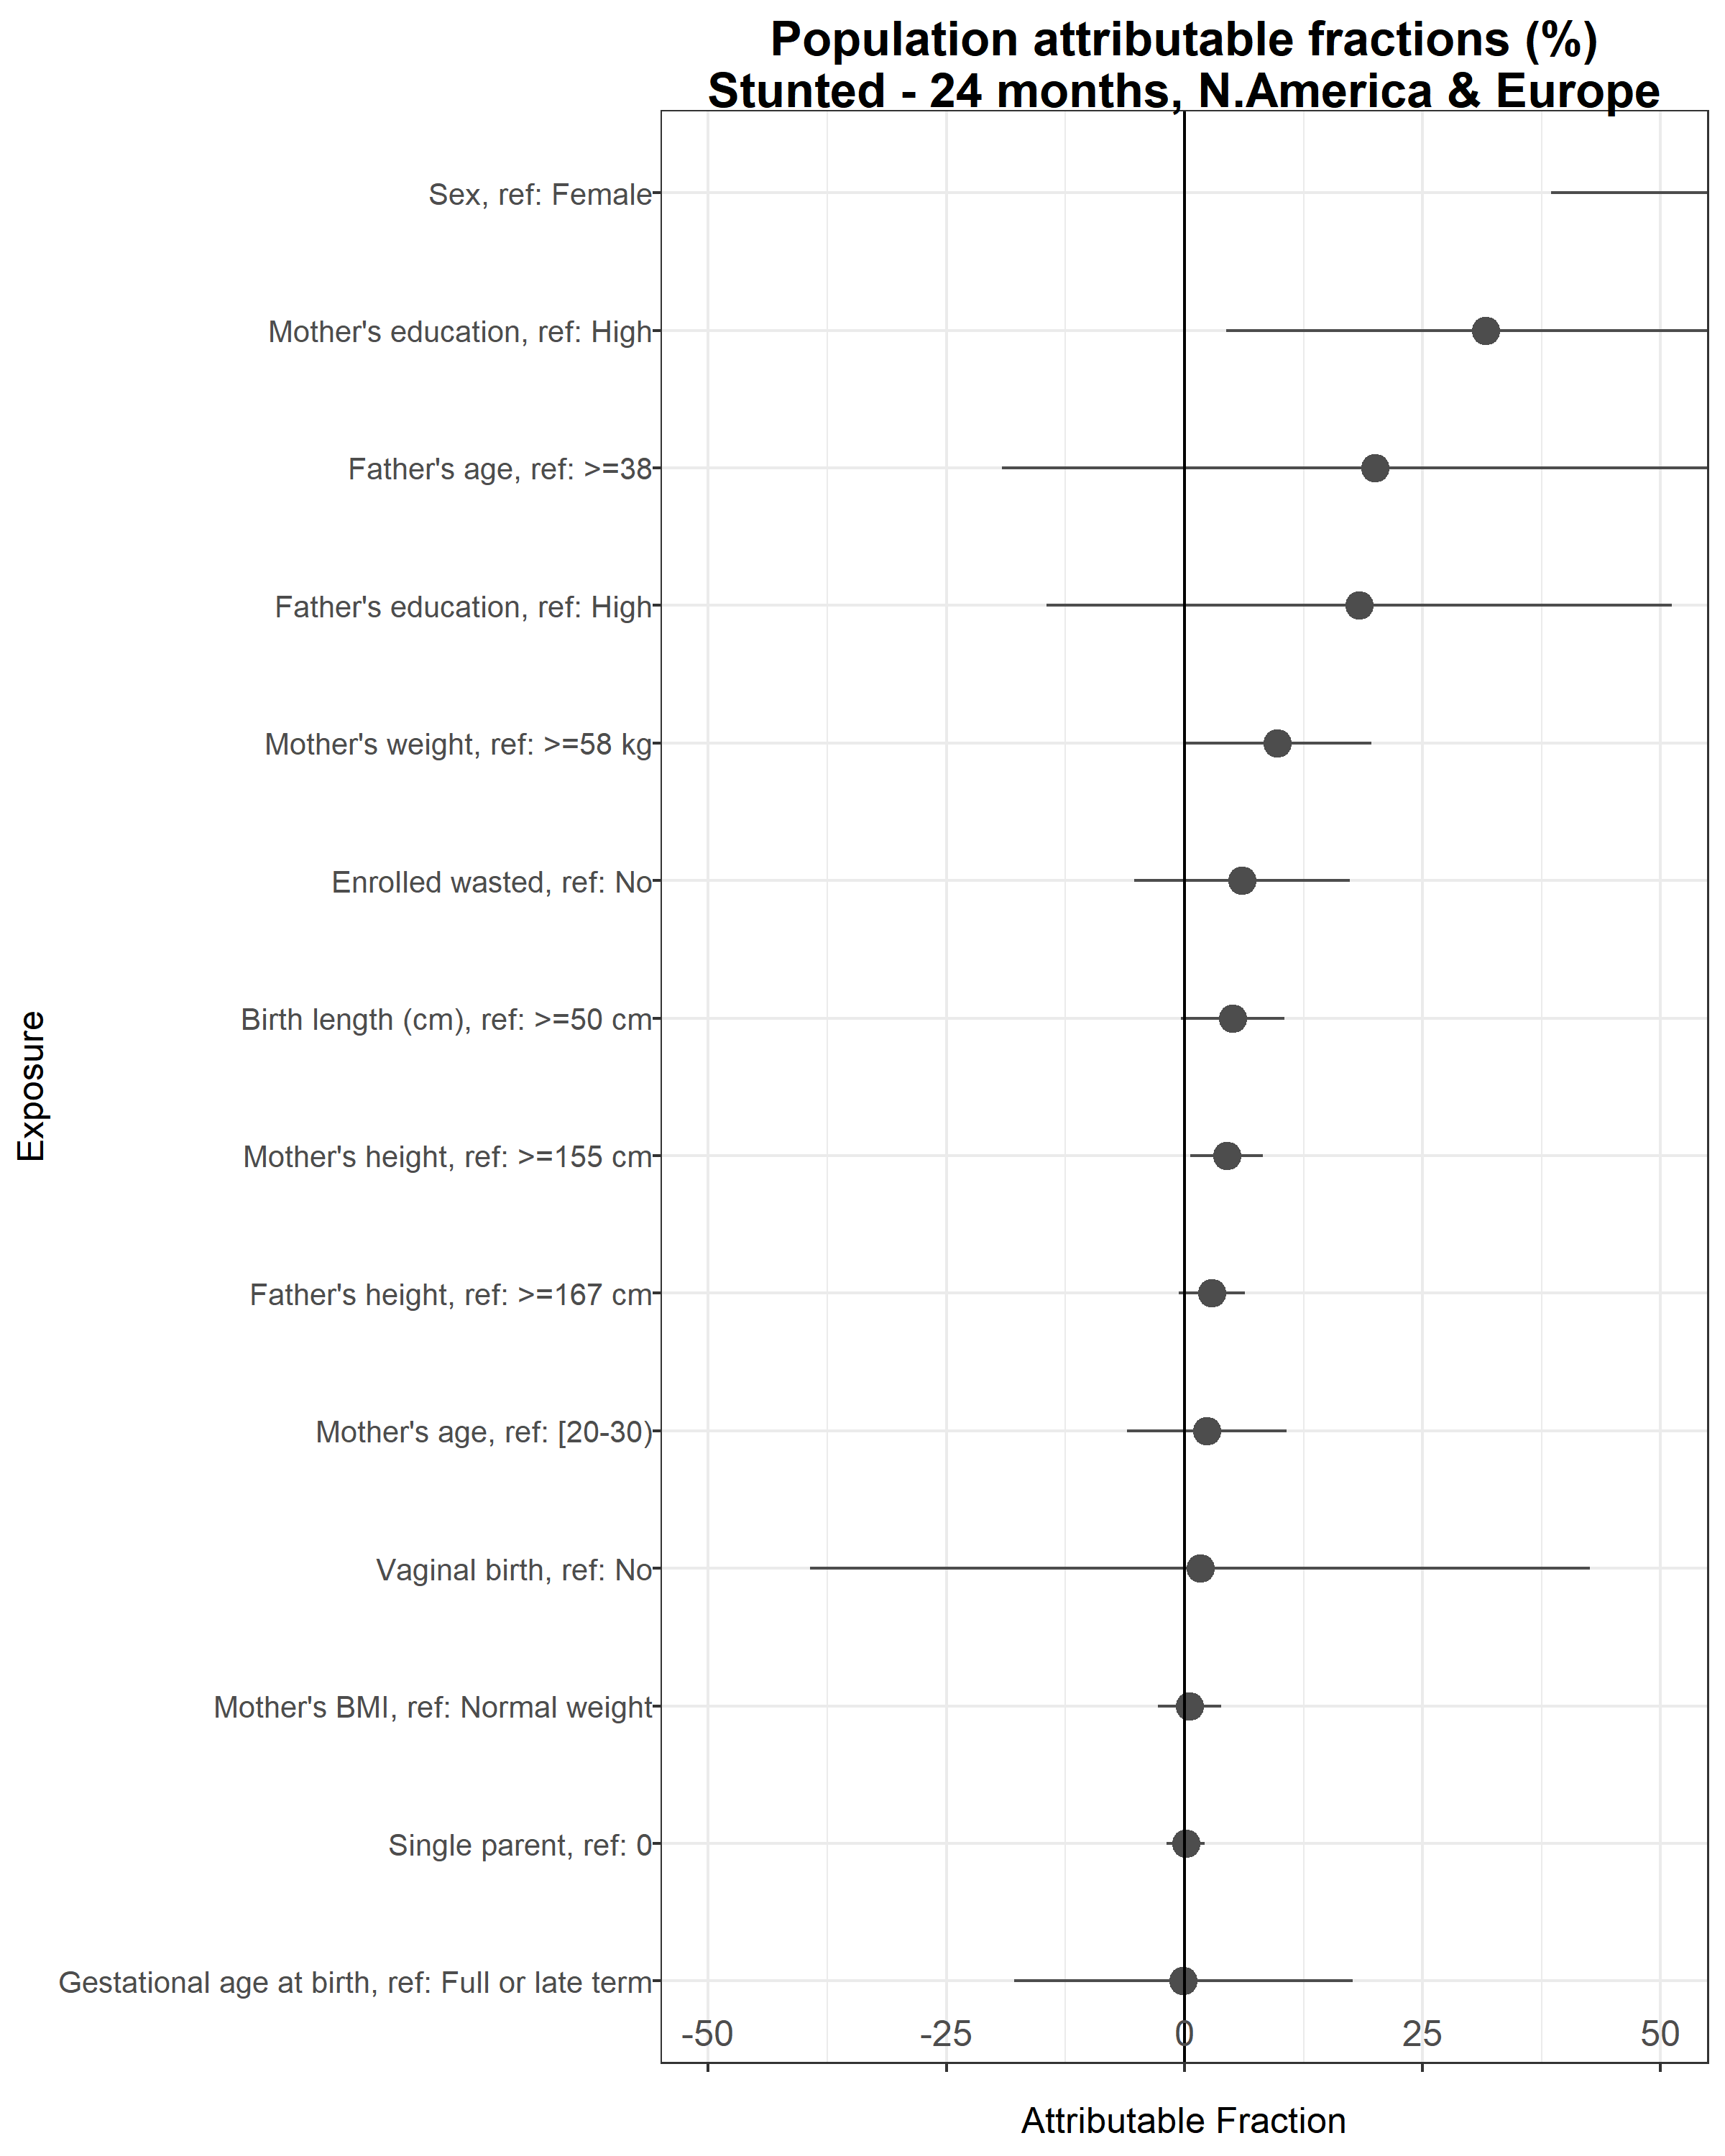 Population attributable fractions (%)
Stunted - 24 months, N.America & Europe
Exposure
Sex, ref: Female
Mother's education, ref: High
Father's age, ref: >=38
Father's education, ref: High
Mother's weight, ref: >=58 kg
Enrolled wasted, ref: No
Birth length (cm), ref: >=50 cm
Mother's height, ref: >=155 cm
Father's height, ref: >=167 cm
Mother's age, ref: [20-30)
Vaginal birth, ref: No
Mother's BMI, ref: Normal weight
Single parent, ref: 0
Gestational age at birth, ref: Full or late term
-50 -25 0 25 50
Attributable Fraction